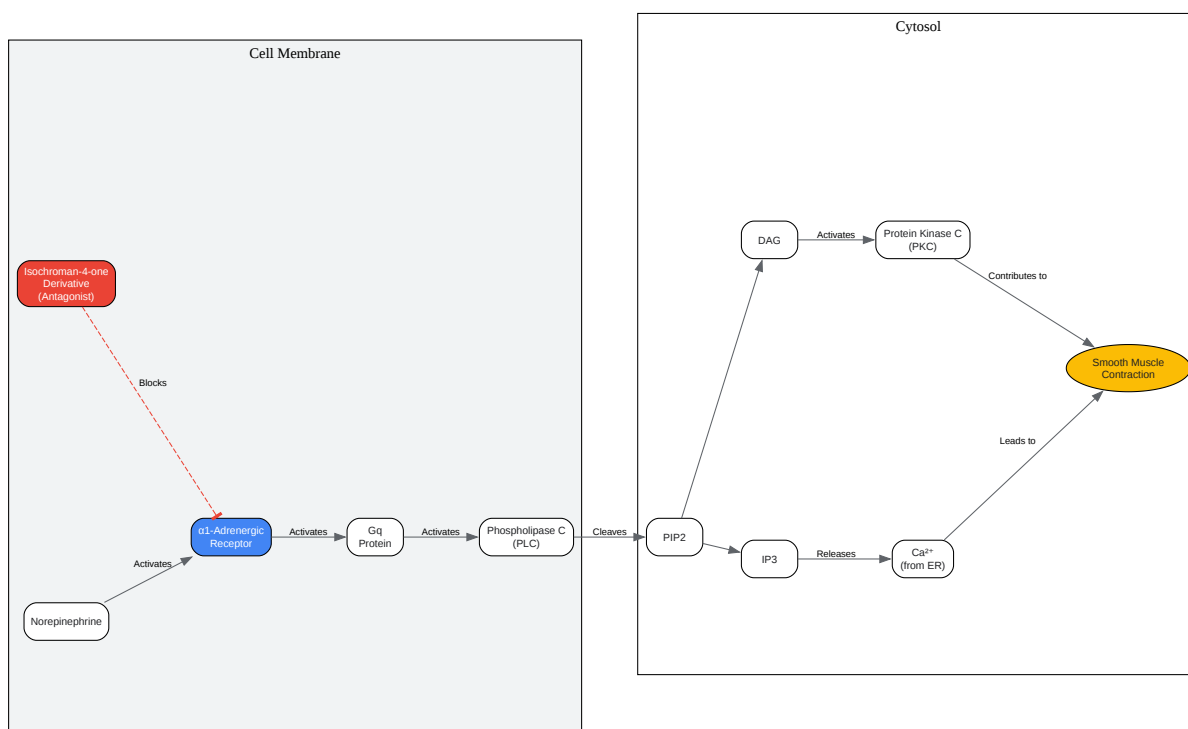 Cell Membrane
Cytosol
Isochroman-4-one
Derivative
(Antagonist)
Blocks
Norepinephrine
Activates
α1-Adrenergic
Receptor
Activates
Gq
Protein
Activates
Phospholipase C
(PLC)
Cleaves
PIP2
DAG
Activates
Protein Kinase C
(PKC)
Contributes to
IP3
Releases
Ca²⁺
(from ER)
Leads to
Smooth Muscle
Contraction